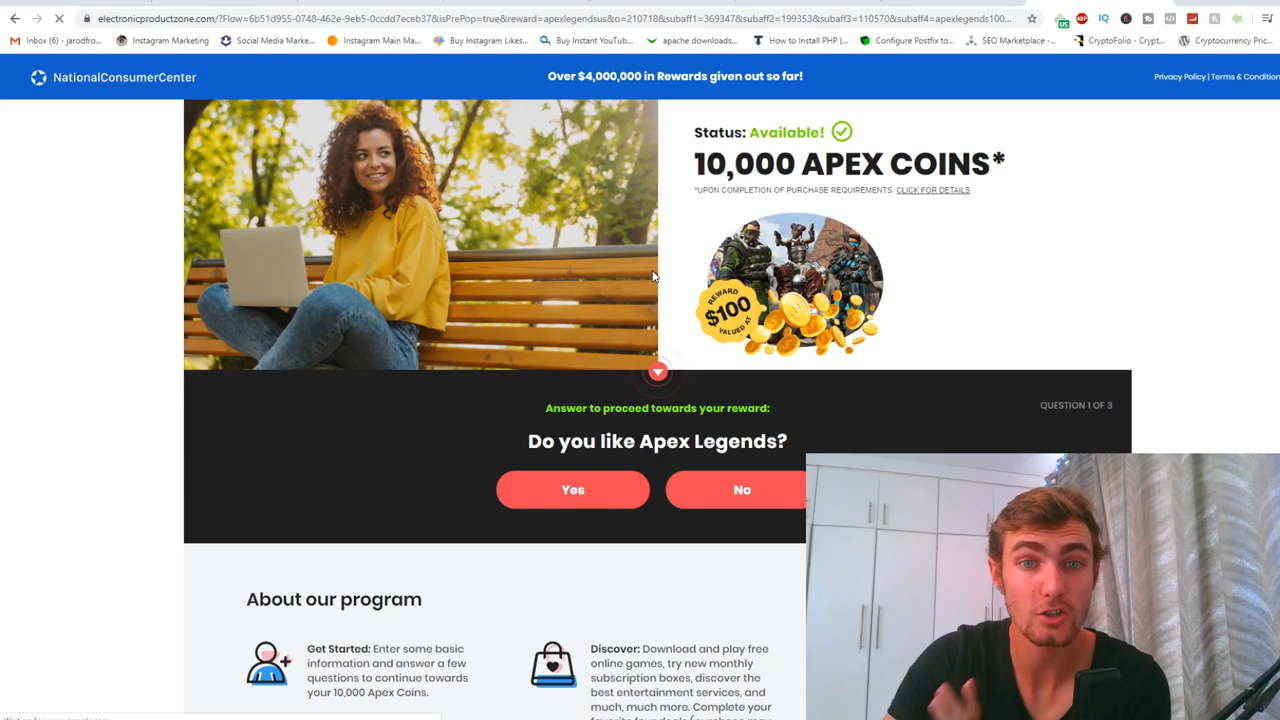 electronicproductzone.com/?Flow=6b51d955-0748-462e-9eb5-0ccdd7eceb37&isPrePop=true&reward=apexlegendsus&o=210718&subaff1=369347&subaff2=199353&subaff3=110570&subaff4=apexlegends100...
Inbox (6) - jarodfro...
Instagram Marketing
Social Media Marke...
Instagram Main Ma...
Buy Instagram Likes...
Buy Instant YouTub...
apache downloads...
How to Install PHP (...
Configure Postfix to...
SEO Marketplace -...
CryptoFolio - Crypt...
Cryptocurrency Pric...
NationalConsumerCenter
Over $4,000,000 in Rewards given out so far!
Privacy Policy | Terms & Condition
Status: Available!
10,000 APEX COINS*
*UPON COMPLETION OF PURCHASE REQUIREMENTS. CLICK FOR DETAILS
REWARD
$100
VALUED AT
Answer to proceed towards your reward:
QUESTION 1 OF 3
Do you like Apex Legends?
Yes
No
About our program
Get Started: Enter some basic
information and answer a few
questions to continue towards
your 10,000 Apex Coins.
Discover: Download and play free
online games, try new monthly
subscription boxes, discover the
best entertainment services, and
much, much more. Complete your